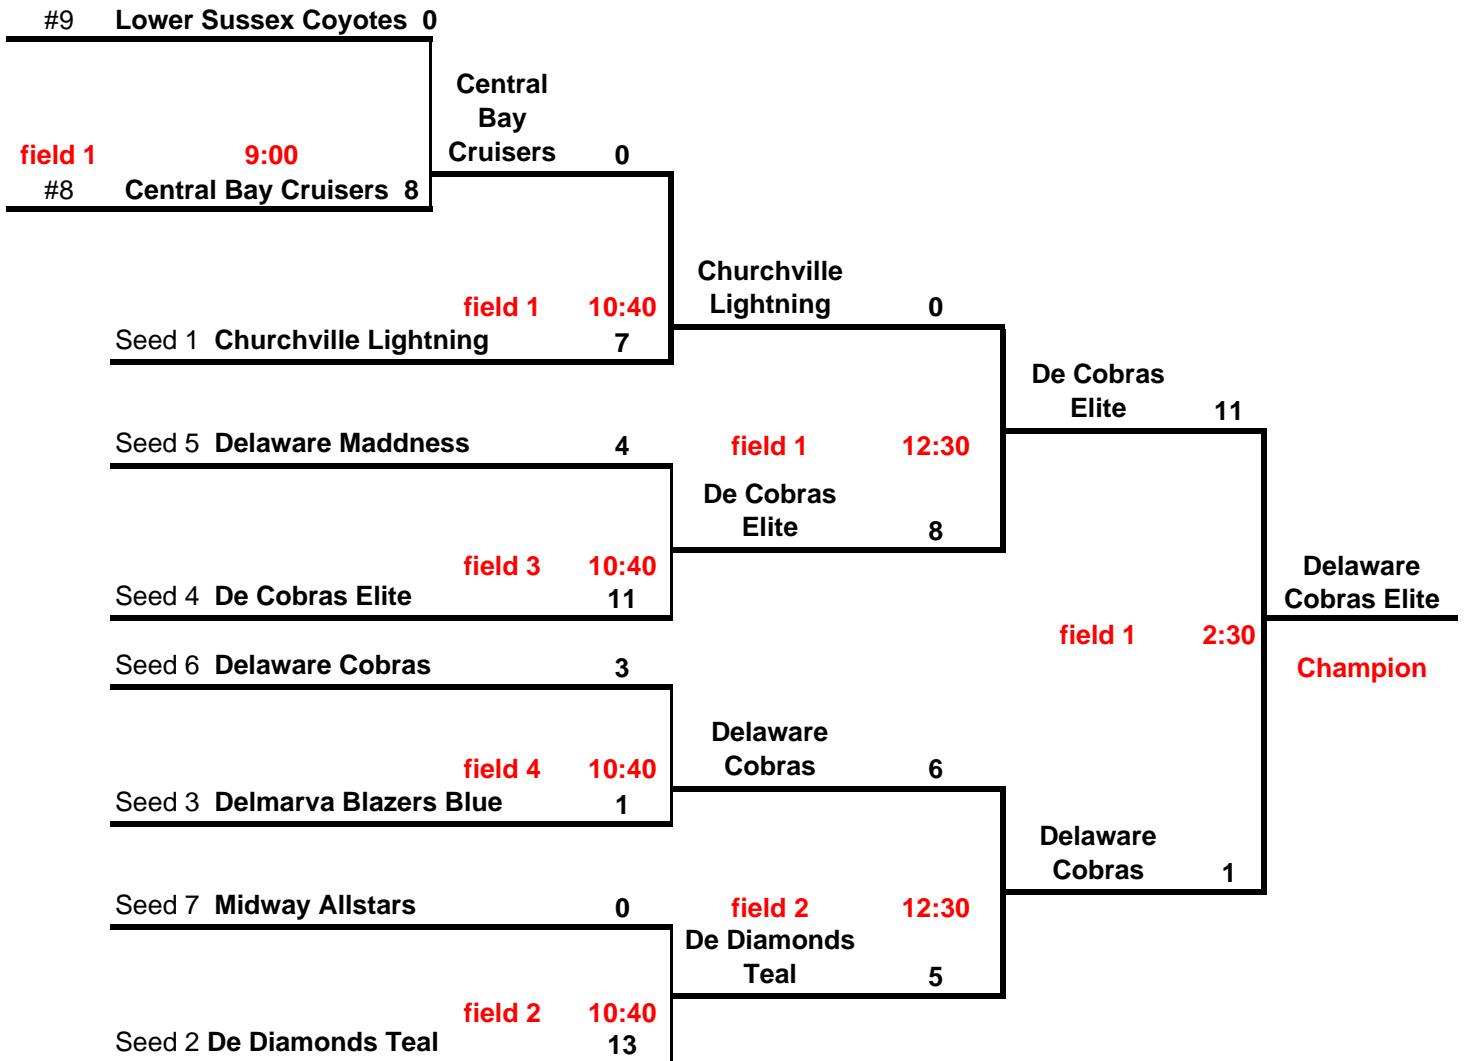 #9 Lower Sussex Coyotes 0
Central
Bay
Cruisers 0
field 1 9:00
#8 Central Bay Cruisers 8
Churchville
Lightning 0
field 1 10:40
Seed 1 Churchville Lightning 7
De Cobras
Elite 11
Seed 5 Delaware Maddness 4
field 1 12:30
De Cobras
Elite 8
field 3 10:40
Seed 4 De Cobras Elite 11
Delaware
Cobras Elite
field 1 2:30
Champion
Seed 6 Delaware Cobras 3
Delaware
Cobras 6
field 4 10:40
Seed 3 Delmarva Blazers Blue 1
Delaware
Cobras 1
Seed 7 Midway Allstars 0
field 2 12:30
De Diamonds
Teal 5
field 2 10:40
Seed 2 De Diamonds Teal 13